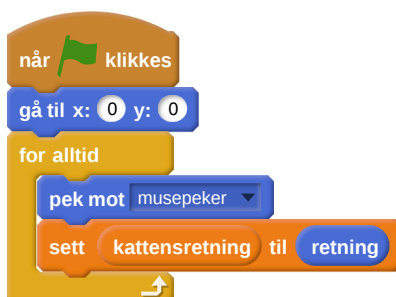 når klikkes
gå til x: 0 y: 0
for alltid
pek mot musepeker
sett kattensretning til retning